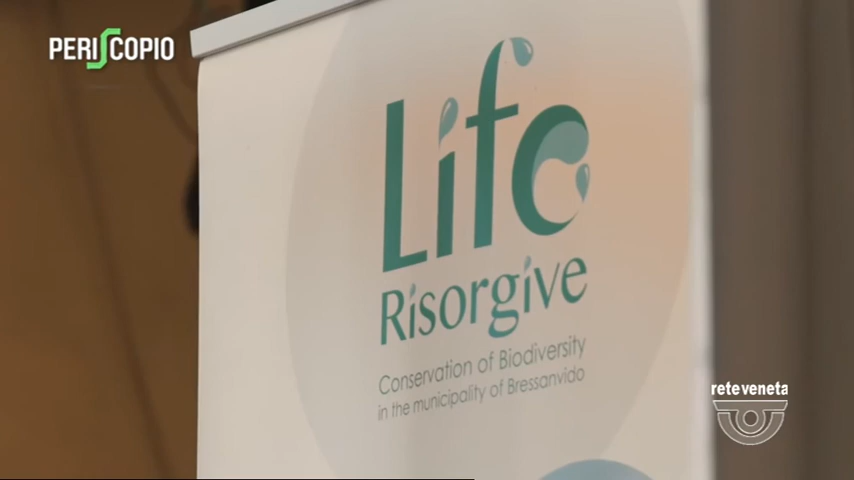 PERISCOPIO
Life
Risorgive
Conservation of Biodiversity
in the municipality of Bressanvido
reteveneta